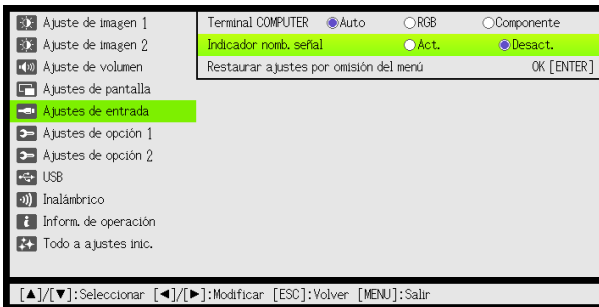 Ajuste de imagen 1
Ajuste de imagen 2
Ajuste de volumen
Ajustes de pantalla
Ajustes de entrada
Ajustes de opción 1
Ajustes de opción 2
USB
Inalámbrico
Inform. de operación
Todo a ajustes inic.
Terminal COMPUTER Auto RGB Componente
Indicador nomb. señal Act. Desact.
Restaurar ajustes por omisión del menú OK [ENTER]
[▲]/[▼]:Seleccionar [◀]/[▶]:Modificar [ESC]:Volver [MENU]:Salir